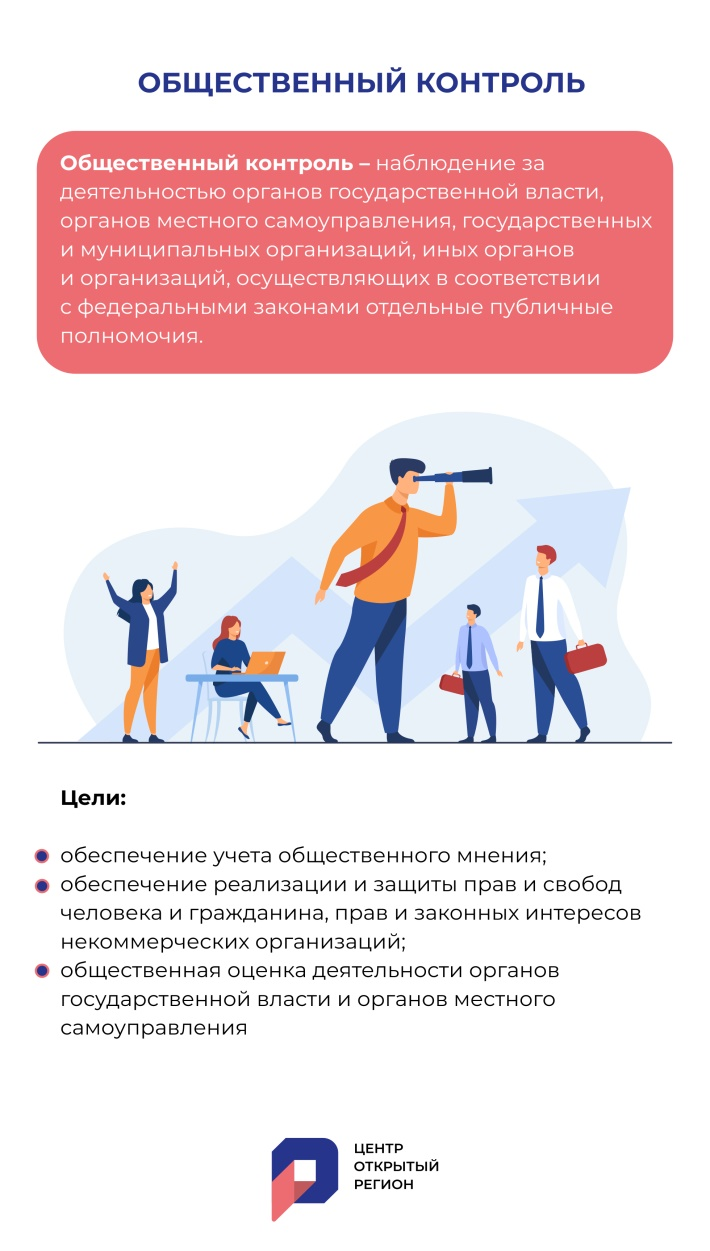 ОБЩЕСТВЕННЫЙ КОНТРОЛЬ
Общественный контроль – наблюдение за
деятельностью органов государственной власти,
органов местного самоуправления, государственных
и муниципальных организаций, иных органов
и организаций, осуществляющих в соответствии
с федеральными законами отдельные публичные
полномочия.
Цели:
обеспечение учета общественного мнения;
обеспечение реализации и защиты прав и свобод
человека и гражданина, прав и законных интересов
некоммерческих организаций;
общественная оценка деятельности органов
государственной власти и органов местного
самоуправления
ЦЕНТР
ОТКРЫТЫЙ
РЕГИОН